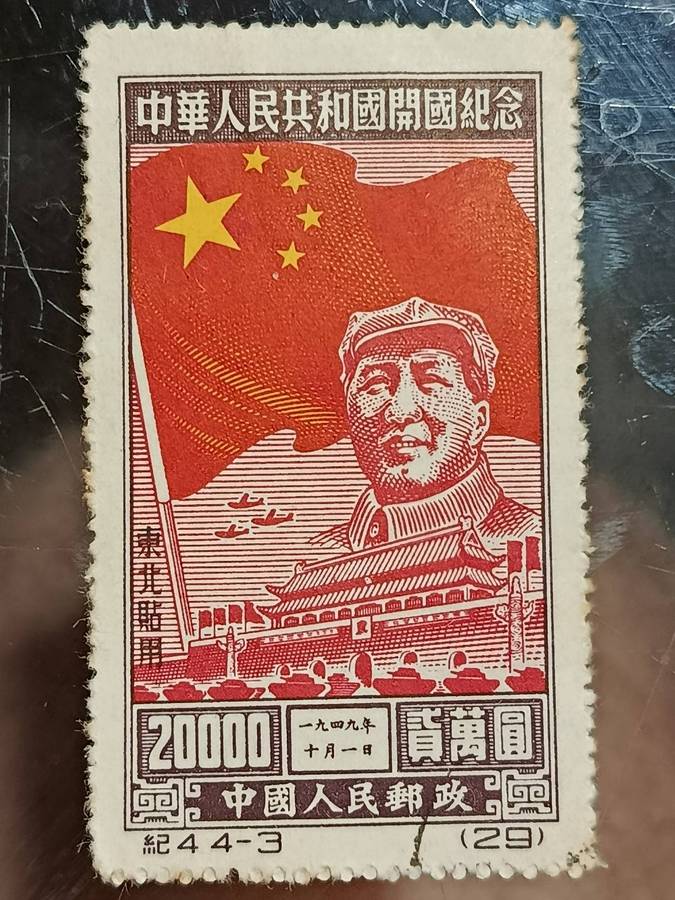 中華人民共和國開國紀念
東北貼用
20000
一九四九年
十月一日
貳萬圓
中國人民郵政
紀44-3
(29)